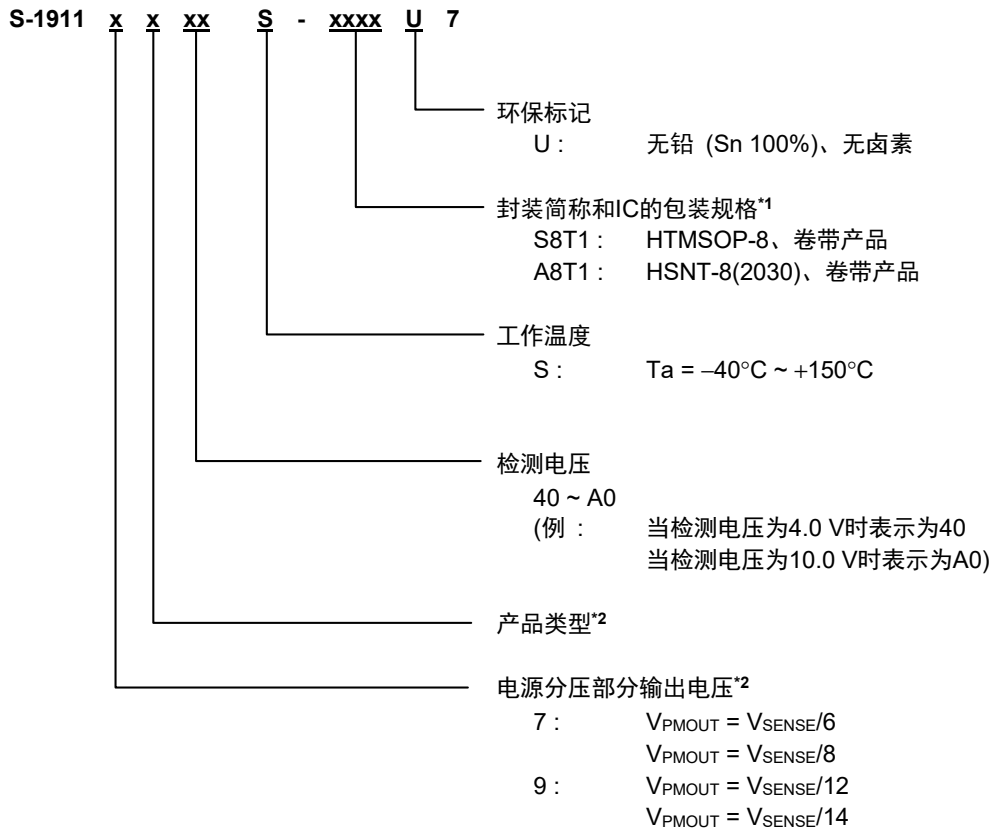 S-1911 x x xx S - xxxx U 7
环保标记
U : 无铅 (Sn 100%)、无卤素
封装简称和IC的包装规格*1
S8T1 : HTMSOP-8、卷带产品
A8T1 : HSNT-8(2030)、卷带产品
工作温度
S : Ta = −40°C ~ +150°C
检测电压
40 ~ A0
(例 : 当检测电压为4.0 V时表示为40
当检测电压为10.0 V时表示为A0)
产品类型*2
电源分压部分输出电压*2
7 : VPMOUT = VSENSE/6
VPMOUT = VSENSE/8
9 : VPMOUT = VSENSE/12
VPMOUT = VSENSE/14